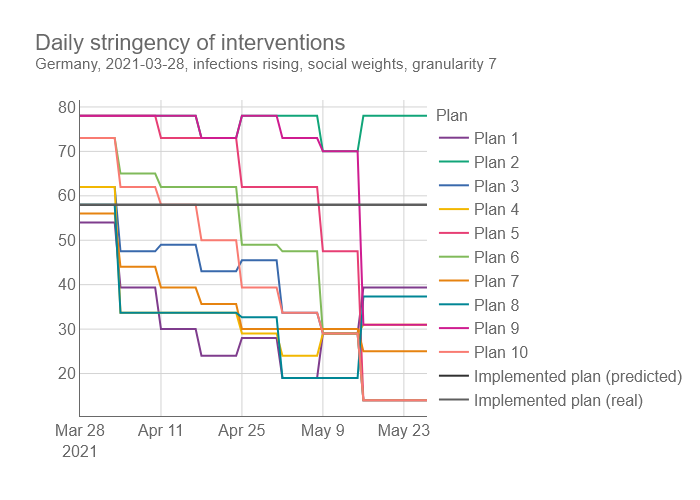 Daily stringency of interventions
Germany, 2021-03-28, infections rising, social weights, granularity 7
80
70
60
50
40
30
20
Mar 28
2021
Apr 11
Apr 25
May 9
May 23
Plan
Plan 1
Plan 2
Plan 3
Plan 4
Plan 5
Plan 6
Plan 7
Plan 8
Plan 9
Plan 10
Implemented plan (predicted)
Implemented plan (real)